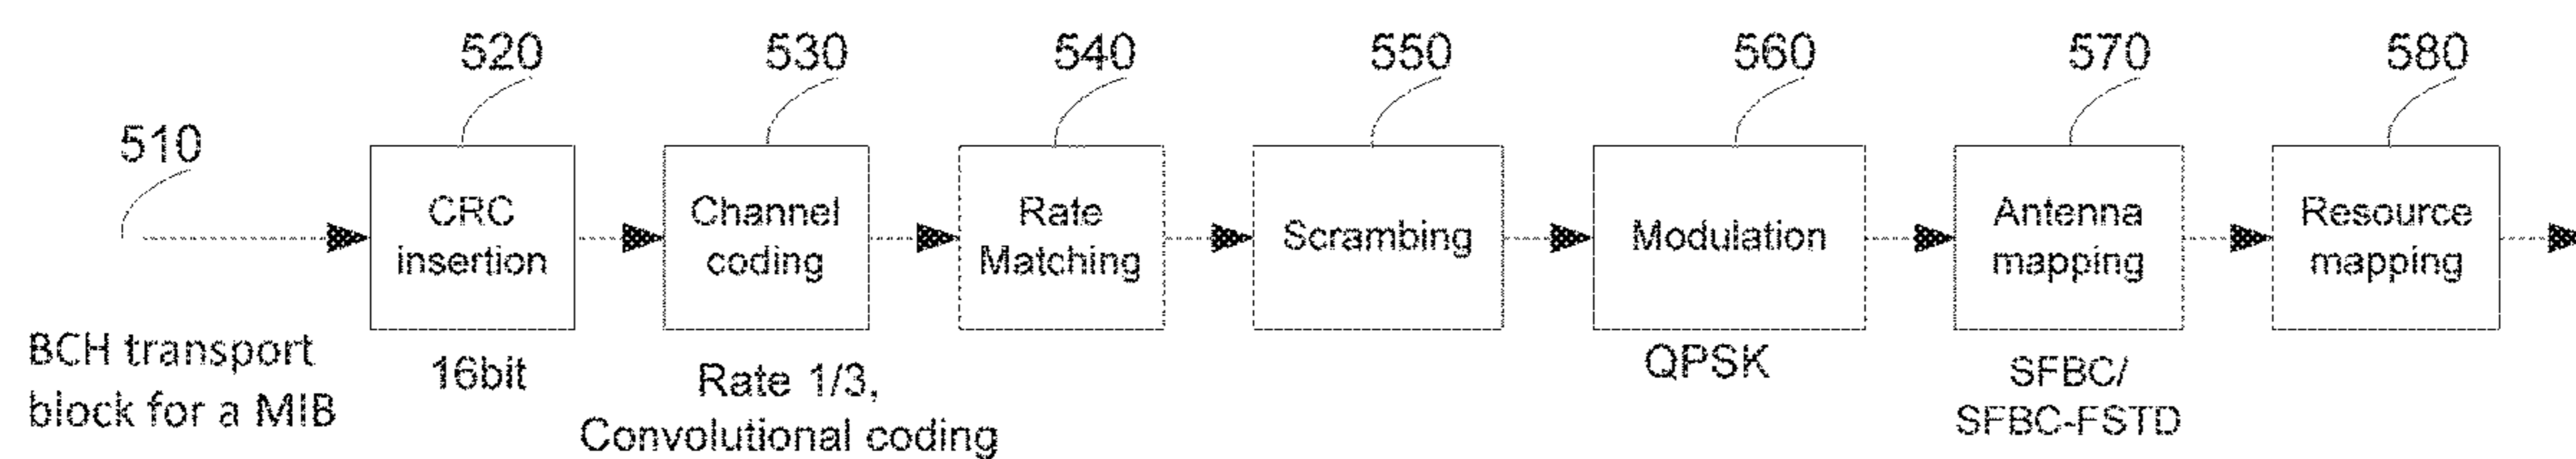 510
520
530
540
550
560
570
580
CRC
insertion
Channel
coding
Rate
Matching
Scrambing
Modulation
Antenna
mapping
Resource
mapping
BCH transport
block for a MIB
16bit
Rate 1/3,
Convolutional coding
QPSK
SFBC/
SFBC-FSTD